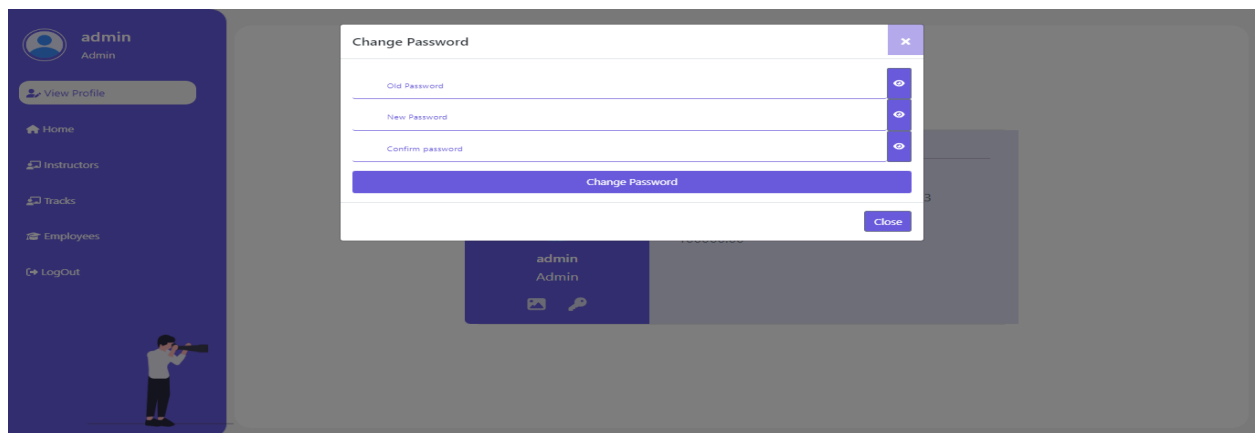 admin
Admin
View Profile
Home
Instructors
Tracks
Employees
LogOut
Change Password
Old Password
New Password
Confirm password
Change Password
Close
3
admin
Admin